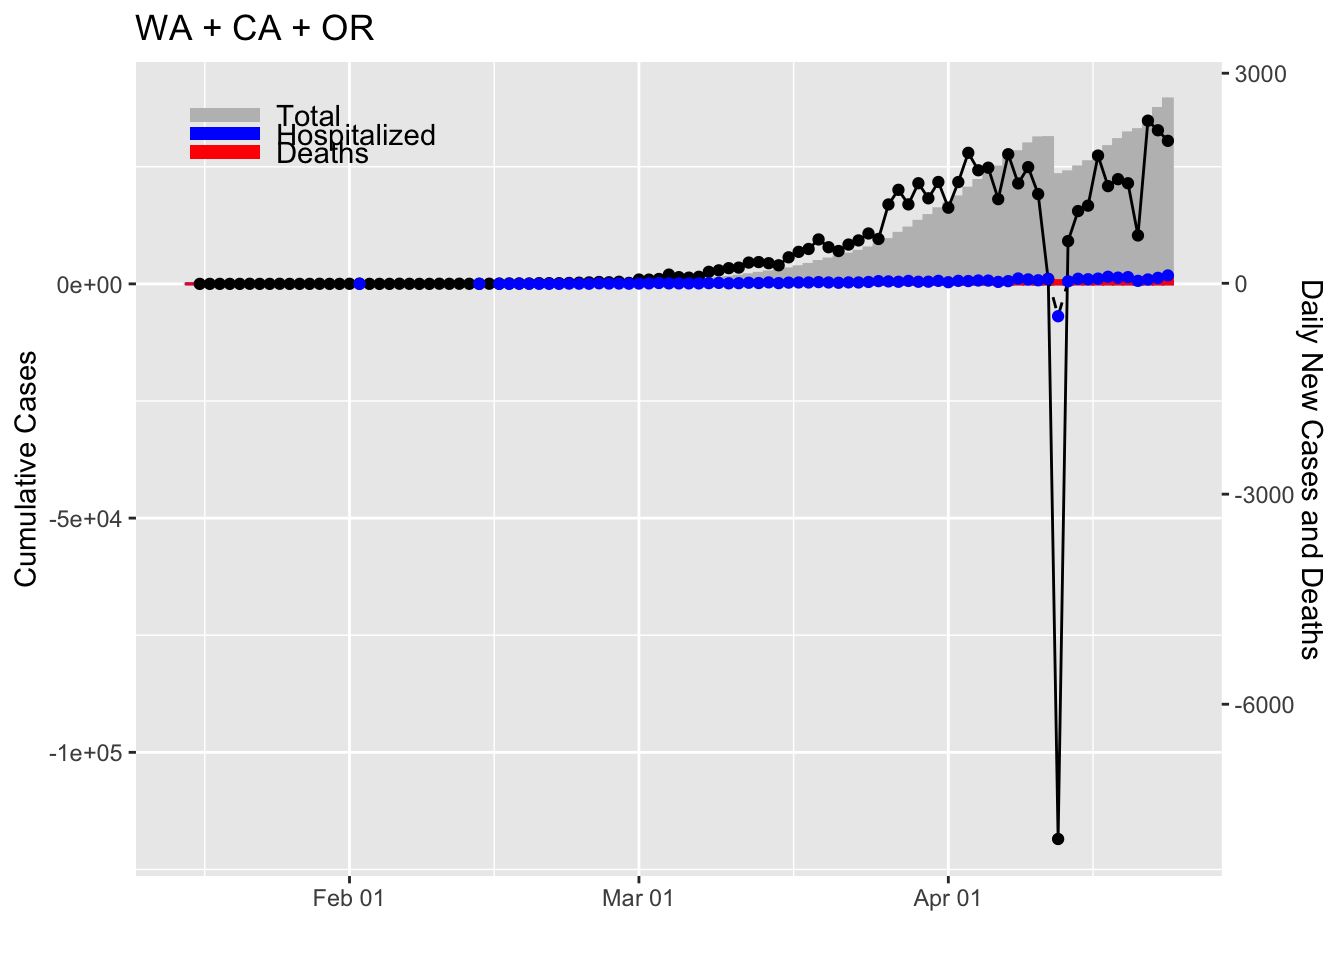 WA + CA + OR
Total
Hospitalized
Deaths
3000
0
-3000
-6000
0e+00
-5e+04
-1e+05
Cumulative Cases
Daily New Cases and Deaths
Feb 01
Mar 01
Apr 01